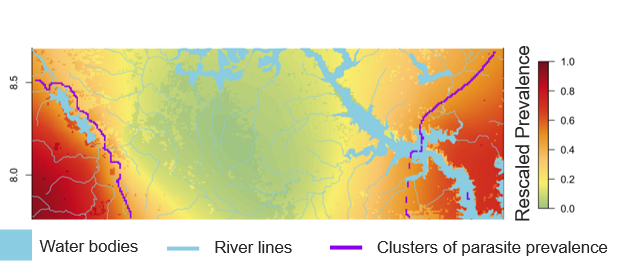 8.5
8.0
Rescaled Prevalence
1.0
0.8
0.6
0.4
0.2
0.0
Water bodies
River lines
Clusters of parasite prevalence